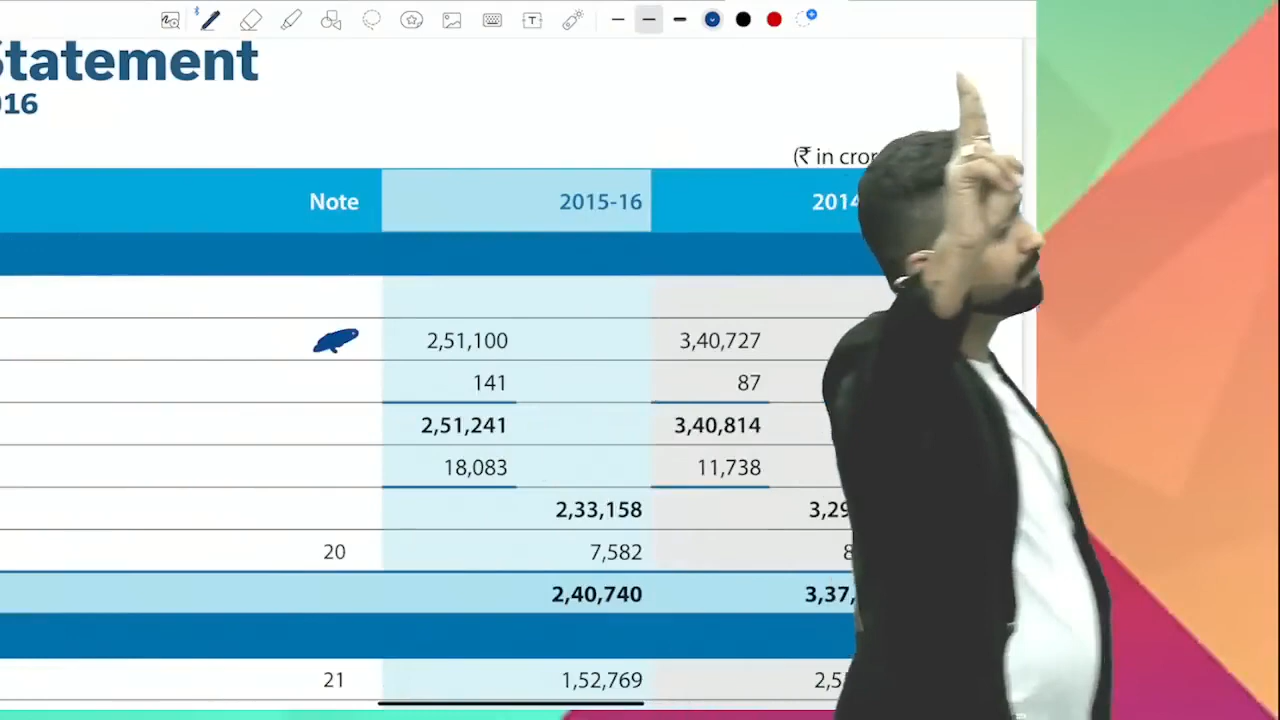 Statement
016
(₹ in cror
Note 2015-16 2014
2,51,100 3,40,727
141 87
2,51,241 3,40,814
18,083 11,738
2,33,158 3,29
20 7,582 8
2,40,740 3,37,
21 1,52,769 2,5